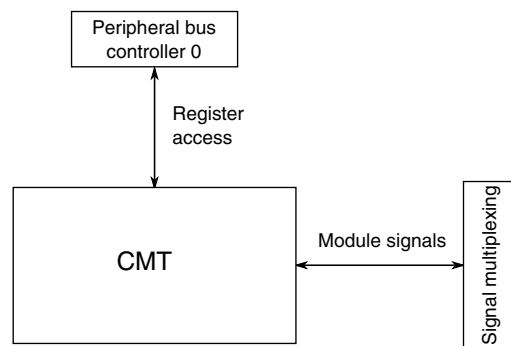 Peripheral bus
controller 0
Register
access
CMT
Module signals
Signal multiplexing